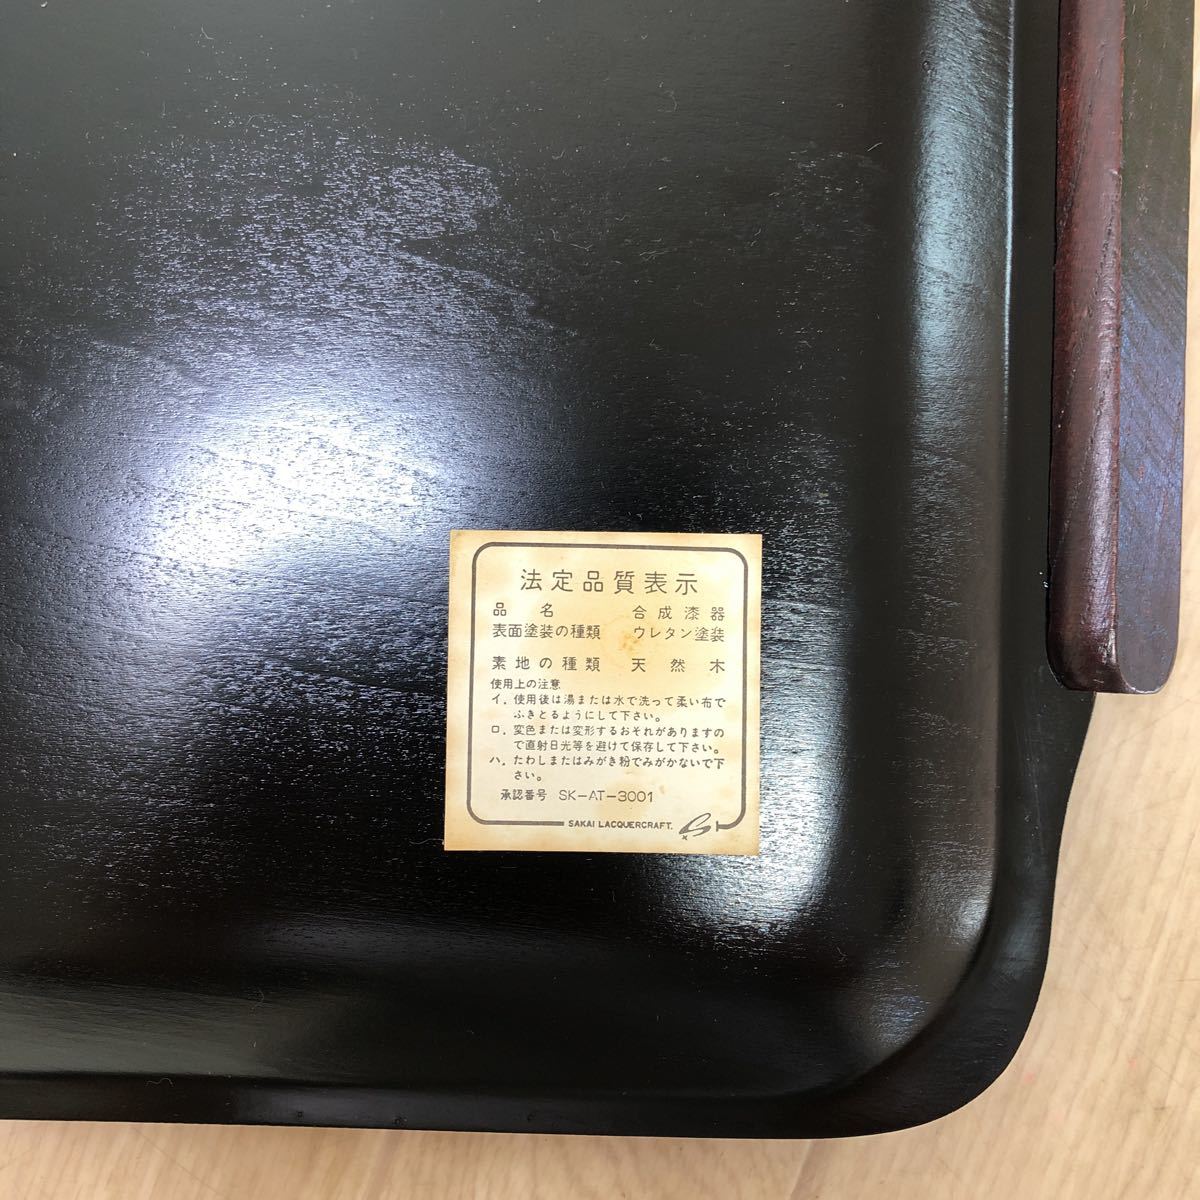 法定品質表示
品名 合成漆器
表面塗装の種類 ウレタン塗装
素地の種類 天然木
使用上の注意
イ. 使用後は湯または水で洗って柔い布で
ふきとるようにして下さい。
ロ. 変色または変形するおそれがありますの
で直射日光等を避けて保存して下さい。
ハ. たわしまたはみがき粉でみがかないで下
さい。
承認番号 SK-AT-3001
SAKAI LACQUERCRAFT.